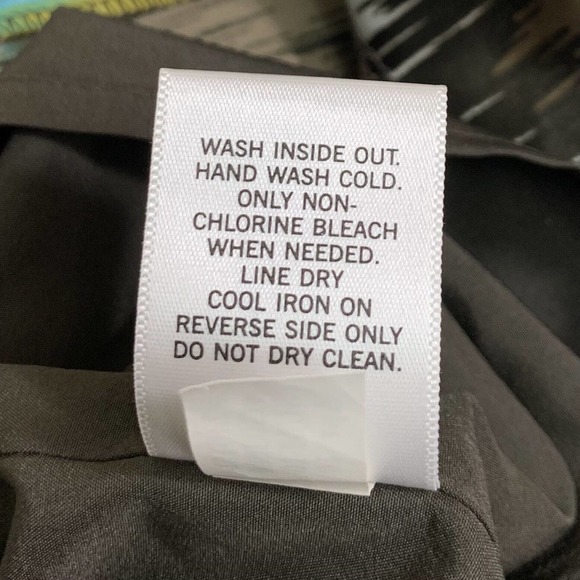 WASH INSIDE OUT.
HAND WASH COLD.
ONLY NON-
CHLORINE BLEACH
WHEN NEEDED.
LINE DRY
COOL IRON ON
REVERSE SIDE ONLY
DO NOT DRY CLEAN.